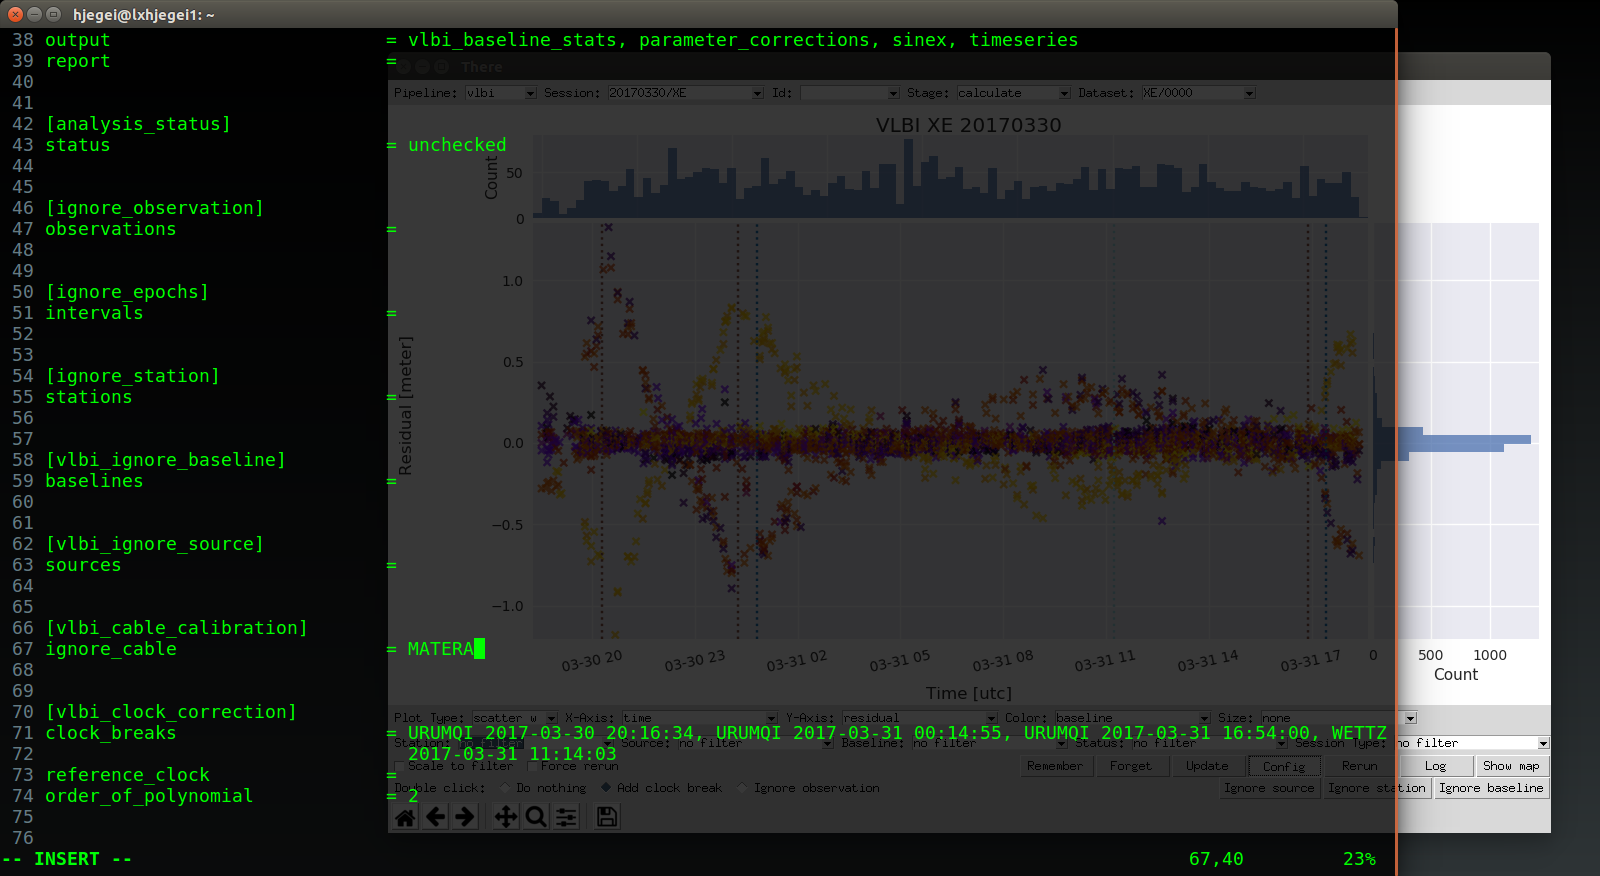 hjegei@lxhjegei1: ~
38 output = vlbi_baseline_stats, parameter_corrections, sinex, timeseries
39 report =
40
41
42 [analysis_status]
43 status = unchecked
44
45
46 [ignore_observation]
47 observations =
48
49
50 [ignore_epochs]
51 intervals =
52
53
54 [ignore_station]
55 stations =
56
57
58 [vlbi_ignore_baseline]
59 baselines =
60
61
62 [vlbi_ignore_source]
63 sources =
64
65
66 [vlbi_cable_calibration]
67 ignore_cable = MATERA
68
69
70 [vlbi_clock_correction]
71 clock_breaks = URUMQI 2017-03-30 20:16:34, URUMQI 2017-03-31 00:14:55, URUMQI 2017-03-31 16:54:00, WETTZ
72 2017-03-31 11:14:03
73 reference_clock =
74 order_of_polynomial = 2
75
76
-- INSERT -- 67,40 23%
There
Pipeline: vlbi Session: 20170330/XE Id: Stage: calculate Dataset: XE/0000
VLBI XE 20170330
Count
50
0
Residual [meter]
1.0
0.5
0.0
−0.5
−1.0
03-30 20 03-30 23 03-31 02 03-31 05 03-31 08 03-31 11 03-31 14 03-31 17
Time [utc]
0 500 1000
Count
Plot Type: scatter_w X-Axis: time Y-Axis: residual Color: baseline Size: none
Station: no filter Source: no filter Baseline: no filter Status: no filter Session Type: no filter
Scale to filter Force rerun Remember Forget Update Config Rerun Log Show map
Double click: Do nothing Add clock break Ignore observation Ignore source Ignore station Ignore baseline